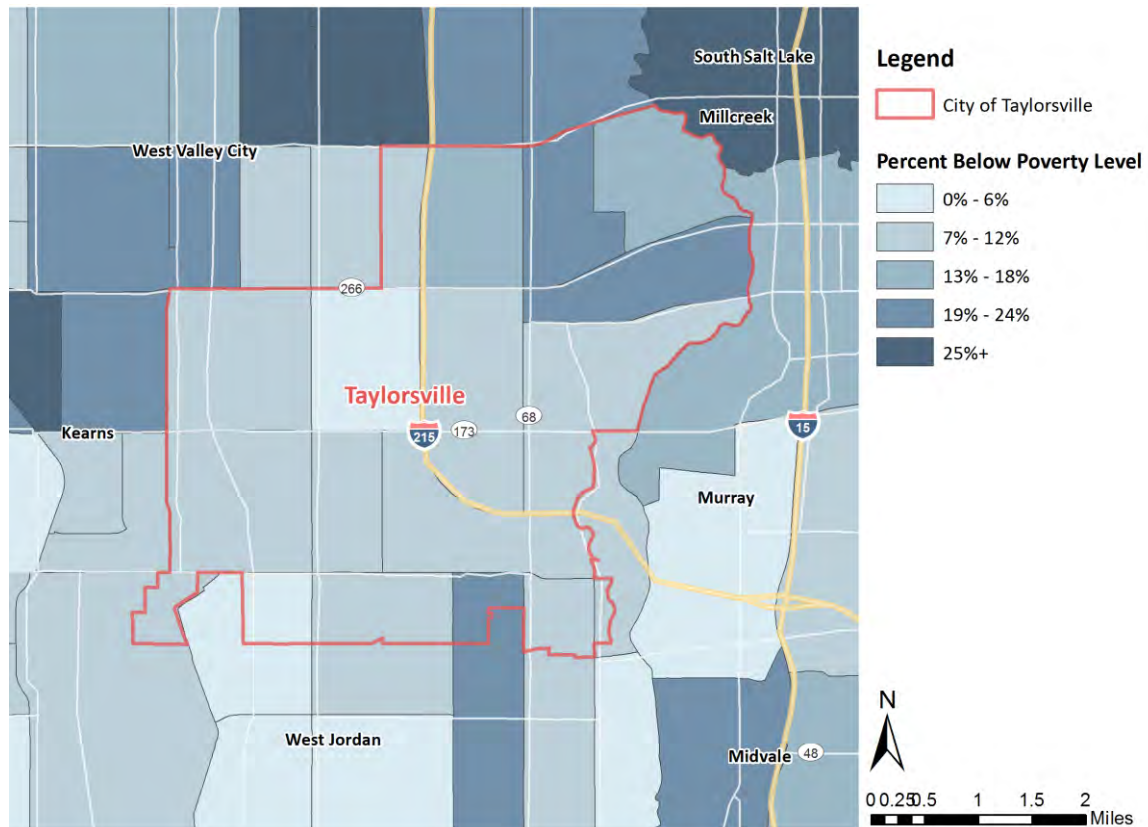 South Salt Lake
Millcreek
West Valley City
266
Taylorsville
68
215
173
15
Kearns
Murray
West Jordan
Midvale
48
Legend
City of Taylorsville
Percent Below Poverty Level
0% - 6%
7% - 12%
13% - 18%
19% - 24%
25%+
N
0 0.25 0.5 1 1.5 2
Miles